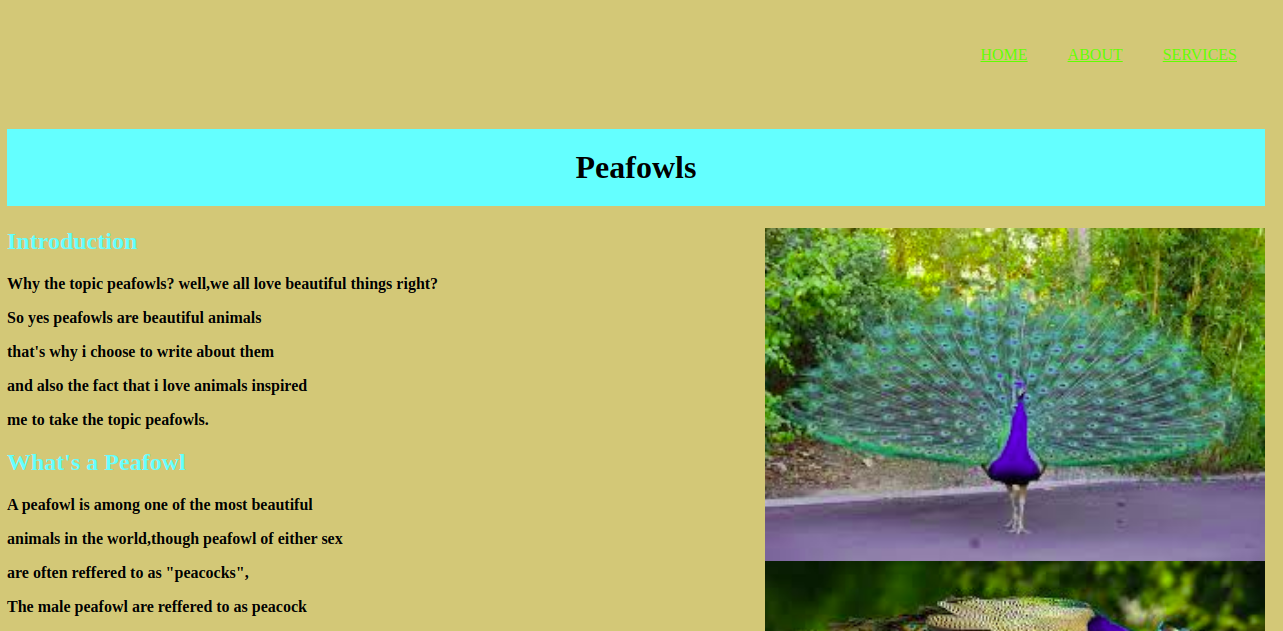 HOME ABOUT SERVICES
Peafowls
Introduction
Why the topic peafowls? well,we all love beautiful things right?
So yes peafowls are beautiful animals
that's why i choose to write about them
and also the fact that i love animals inspired
me to take the topic peafowls.
What's a Peafowl
A peafowl is among one of the most beautiful
animals in the world,though peafowl of either sex
are often reffered to as "peacocks",
The male peafowl are reffered to as peacock